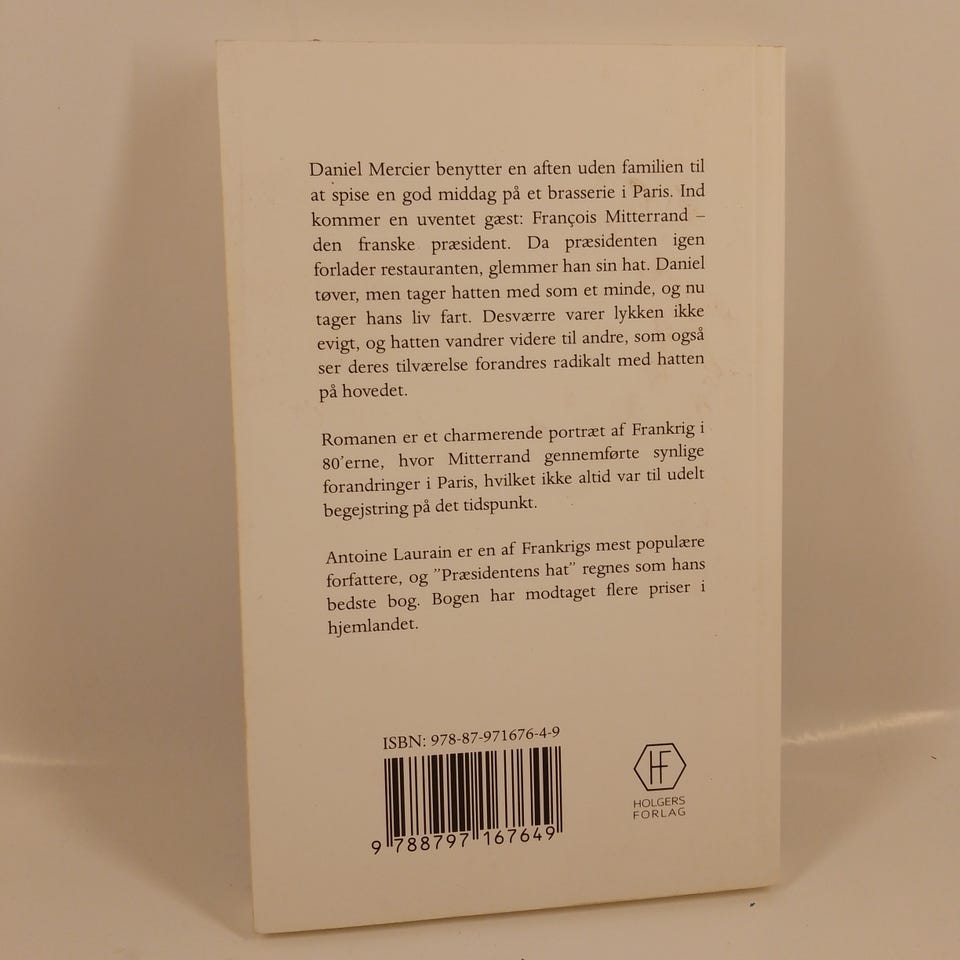 Daniel Mercier benytter en aften uden familien til
at spise en god middag på et brasserie i Paris. Ind
kommer en uventet gæst: François Mitterrand –
den franske præsident. Da præsidenten igen
forlader restauranten, glemmer han sin hat. Daniel
tøver, men tager hatten med som et minde, og nu
tager hans liv fart. Desværre varer lykken ikke
evigt, og hatten vandrer videre til andre, som også
ser deres tilværelse forandres radikalt med hatten
på hovedet.
Romanen er et charmerende portræt af Frankrig i
80'erne, hvor Mitterrand gennemførte synlige
forandringer i Paris, hvilket ikke altid var til udelt
begejstring på det tidspunkt.
Antoine Laurain er en af Frankrigs mest populære
forfattere, og ”Præsidentens hat” regnes som hans
bedste bog. Bogen har modtaget flere priser i
hjemlandet.
ISBN: 978-87-971676-4-9
9 788797 167649
HF
HOLGERS
FORLAG